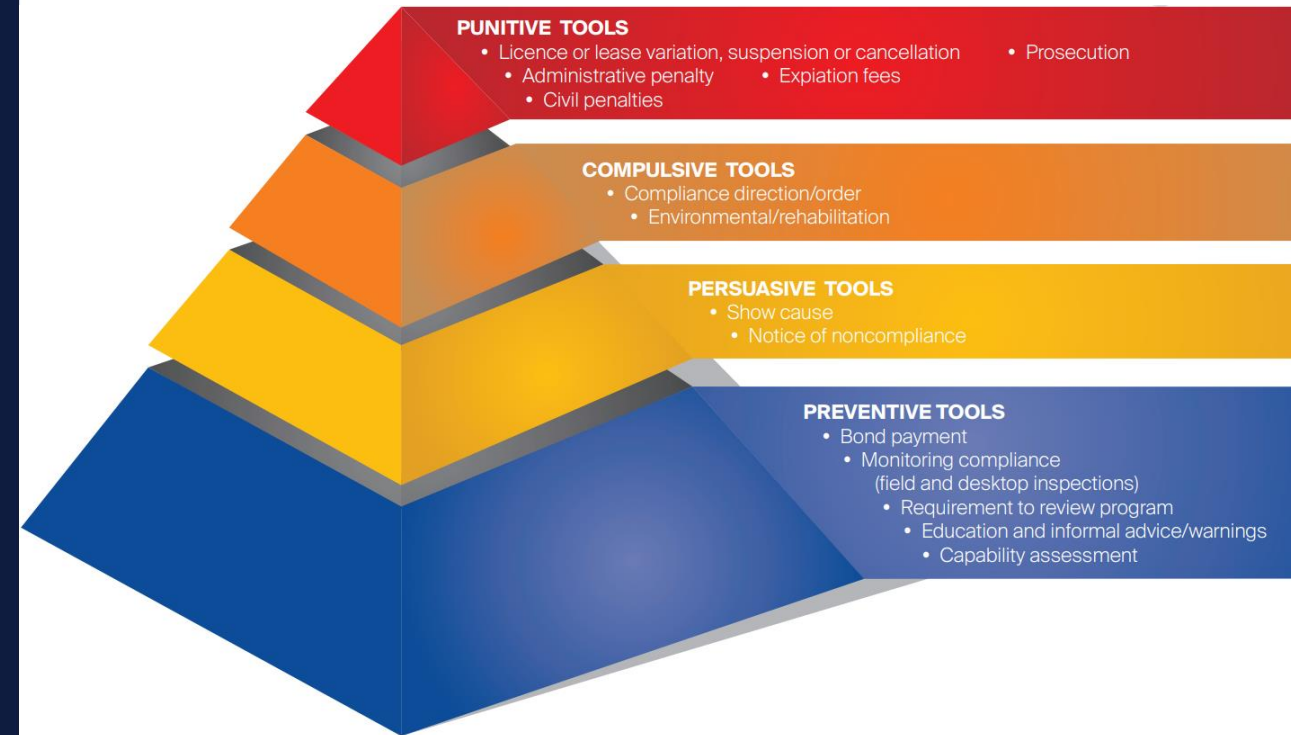 PUNITIVE TOOLS
• Licence or lease variation, suspension or cancellation • Prosecution
• Administrative penalty • Expiation fees
• Civil penalties
COMPULSIVE TOOLS
• Compliance direction/order
• Environmental/rehabilitation
PERSUASIVE TOOLS
• Show cause
• Notice of noncompliance
PREVENTIVE TOOLS
• Bond payment
• Monitoring compliance
(field and desktop inspections)
• Requirement to review program
• Education and informal advice/warnings
• Capability assessment